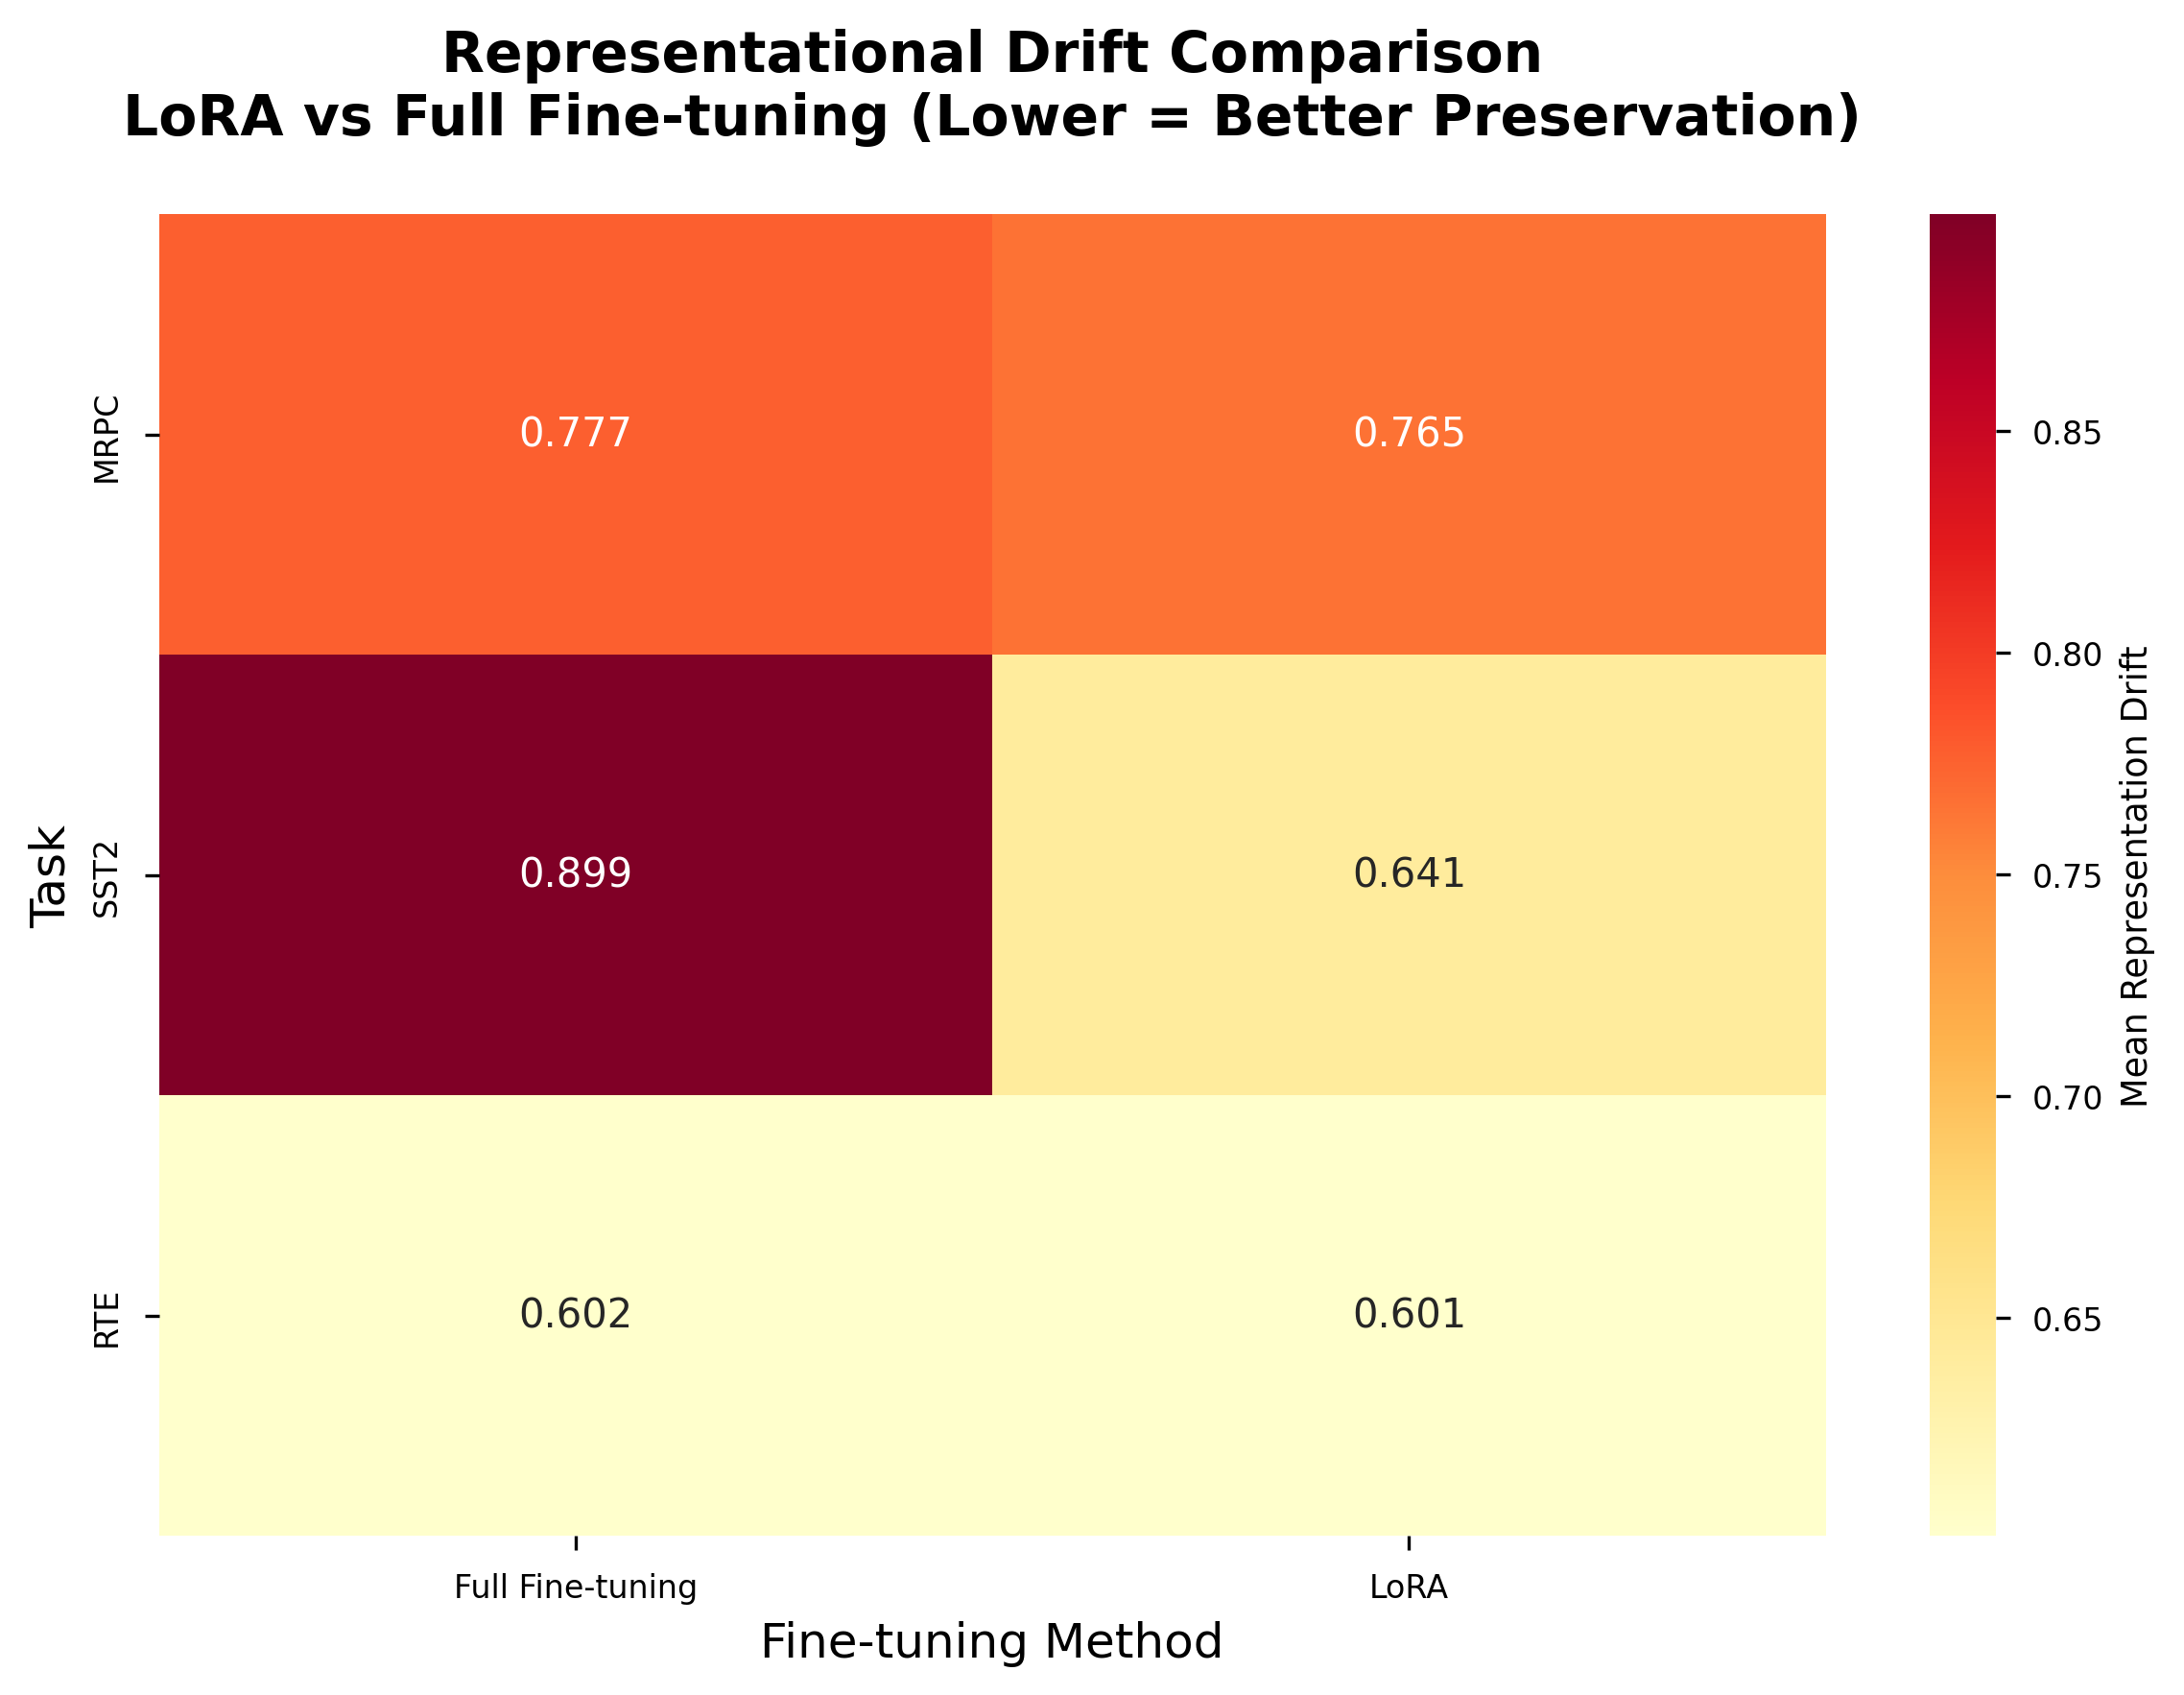 Representational Drift Comparison
LoRA vs Full Fine-tuning (Lower = Better Preservation)
Task
MRPC
0.777
0.765
SST2
0.899
0.641
RTE
0.602
0.601
Full Fine-tuning
LoRA
Fine-tuning Method
0.85
0.80
0.75
0.70
0.65
Mean Representation Drift